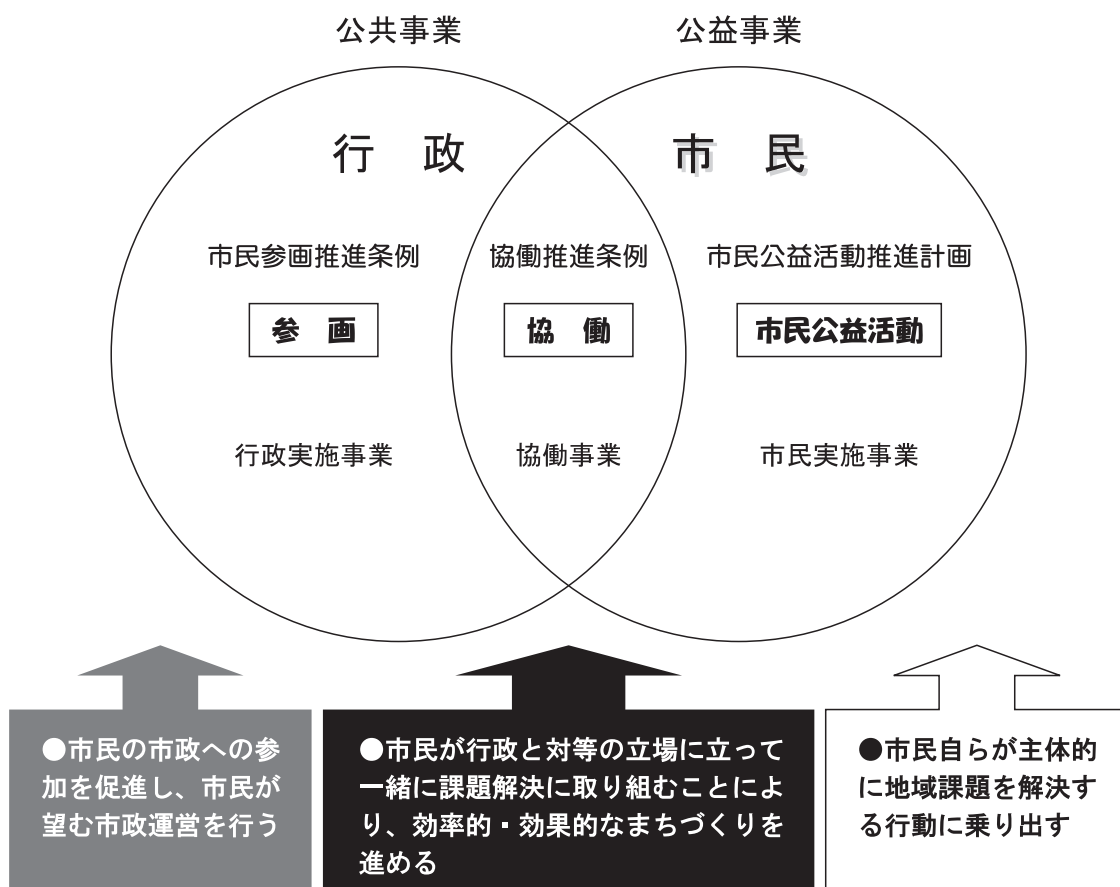 公共事業
公益事業
行　政
市　民
市民参画推進条例
協働推進条例
市民公益活動推進計画
参　画
協　働
市民公益活動
行政実施事業
協働事業
市民実施事業
●市民の市政への参
加を促進し、市民が
望む市政運営を行う
●市民が行政と対等の立場に立って
一緒に課題解決に取り組むことによ
り、効率的・効果的なまちづくりを
進める
●市民自らが主体的
に地域課題を解決す
る行動に乗り出す